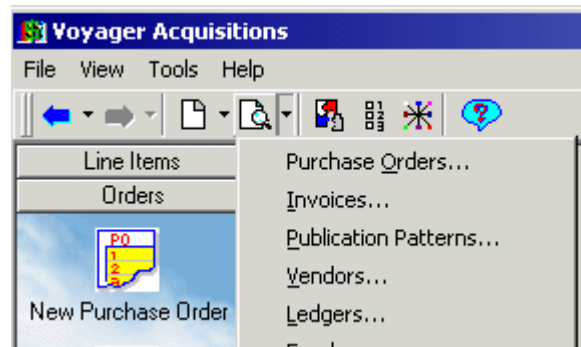 Voyager Acquisitions
File View Tools Help
Line Items
Orders
PO
1
2
New Purchase Order
Purchase Orders...
Invoices...
Publication Patterns...
Vendors...
Ledgers...